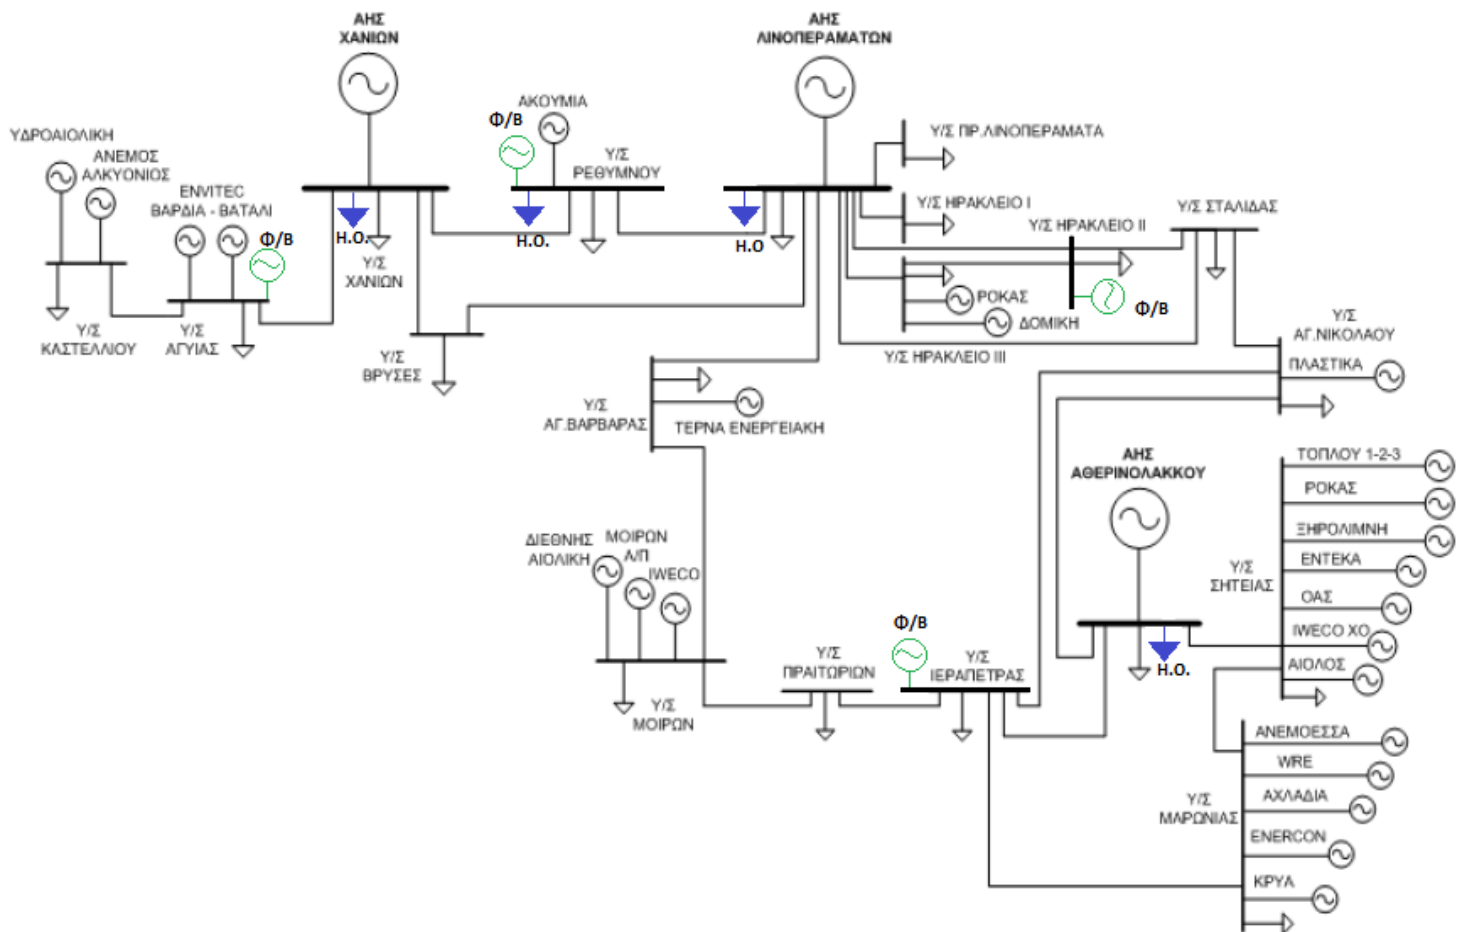 ΑΗΣ
ΧΑΝΙΩΝ
ΑΗΣ
ΛΙΝΟΠΕΡΑΜΑΤΩΝ
ΥΔΡΟΑΙΟΛΙΚΗ
ΑΝΕΜΟΣ
ΑΛΚΥΟΝΙΟΣ
ENVITEC
ΒΑΡΔΙΑ - ΒΑΤΑΛΙ
Φ/Β
Φ/Β
ΑΚΟΥΜΙΑ
Υ/Σ
ΡΕΘΥΜΝΟΥ
Υ/Σ ΠΡ.ΛΙΝΟΠΕΡΑΜΑΤΑ
Υ/Σ ΗΡΑΚΛΕΙΟ Ι
Υ/Σ ΗΡΑΚΛΕΙΟ ΙΙ
Υ/Σ ΣΤΑΛΙΔΑΣ
Η.Ο.
Η.Ο.
Η.Ο
Υ/Σ
ΧΑΝΙΩΝ
Υ/Σ
ΚΑΣΤΕΛΛΙΟΥ
Υ/Σ
ΑΓΥΙΑΣ
Υ/Σ
ΒΡΥΣΕΣ
ΡΟΚΑΣ
ΔΟΜΙΚΗ
Φ/Β
Υ/Σ ΗΡΑΚΛΕΙΟ ΙΙΙ
Υ/Σ
ΑΓ.ΝΙΚΟΛΑΟΥ
ΠΛΑΣΤΙΚΑ
Υ/Σ
ΑΓ.ΒΑΡΒΑΡΑΣ
ΤΕΡΝΑ ΕΝΕΡΓΕΙΑΚΗ
ΑΗΣ
ΑΘΕΡΙΝΟΛΑΚΚΟΥ
ΤΟΠΛΟΥ 1-2-3
ΡΟΚΑΣ
ΞΗΡΟΛΙΜΝΗ
ΕΝΤΕΚΑ
ΟΑΣ
IWECO ΧΟ
ΑΙΟΛΟΣ
Υ/Σ
ΣΗΤΕΙΑΣ
ΔΙΕΘΝΗΣ
ΑΙΟΛΙΚΗ
ΜΟΙΡΩΝ
Α/Π
IWECO
Υ/Σ
ΜΟΙΡΩΝ
Υ/Σ
ΠΡΑΙΤΩΡΙΩΝ
Φ/Β
Υ/Σ
ΙΕΡΑΠΕΤΡΑΣ
Η.Ο.
ΑΝΕΜΟΕΣΣΑ
WRE
ΑΧΛΑΔΙΑ
ENERCON
ΚΡΥΑ
Υ/Σ
ΜΑΡΩΝΙΑΣ